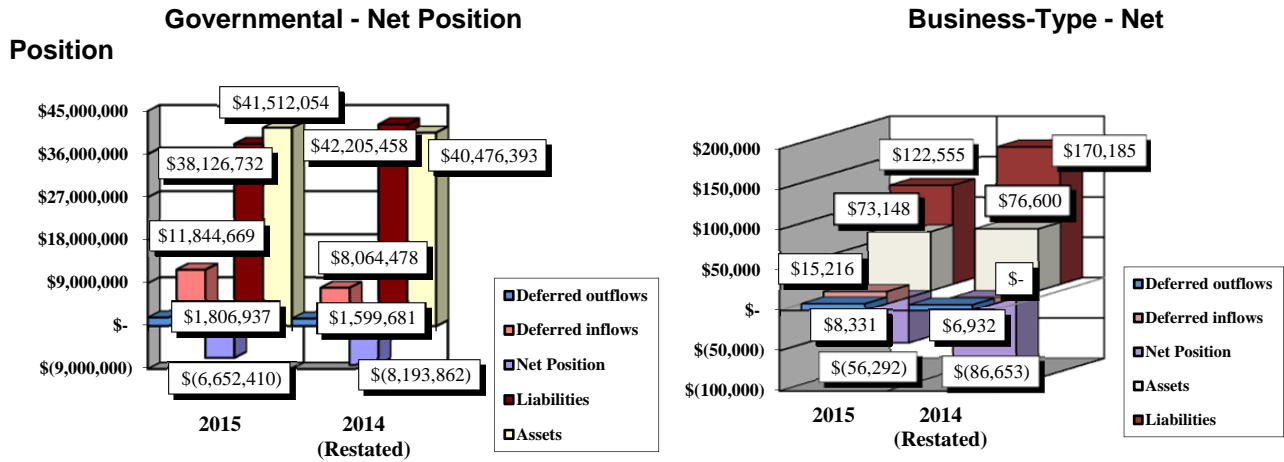 Governmental - Net Position
Business-Type - Net
Position
$45,000,000
$36,000,000
$27,000,000
$18,000,000
$9,000,000
$-
$(9,000,000)
$41,512,054
$38,126,732
$42,205,458
$40,476,393
$11,844,669
$8,064,478
$1,806,937
$1,599,681
$(6,652,410)
$(8,193,862)
2015
2014
(Restated)
Deferred outflows
Deferred inflows
Net Position
Liabilities
Assets
$200,000
$150,000
$100,000
$50,000
$-
$(50,000)
$(100,000)
$122,555
$170,185
$73,148
$76,600
$15,216
$-
$8,331
$6,932
$(56,292)
$(86,653)
2015
2014
(Restated)
Deferred outflows
Deferred inflows
Net Position
Assets
Liabilities